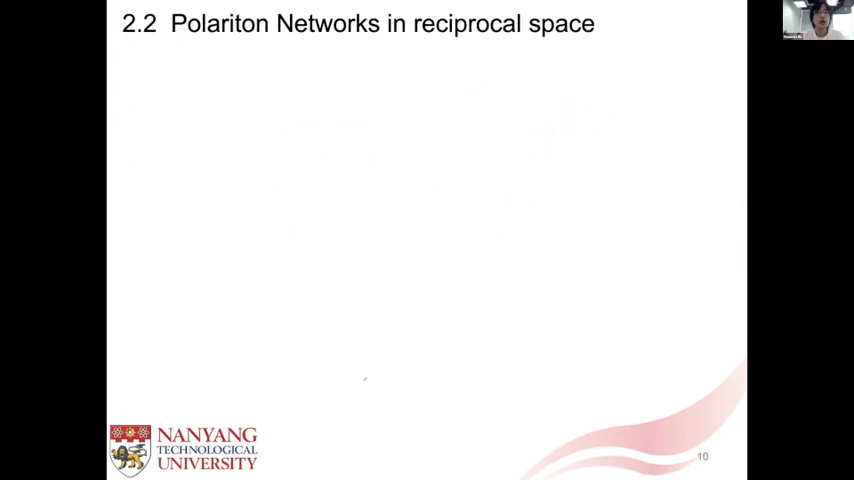 2.2 Polariton Networks in reciprocal space
NANYANG
TECHNOLOGICAL
UNIVERSITY
10